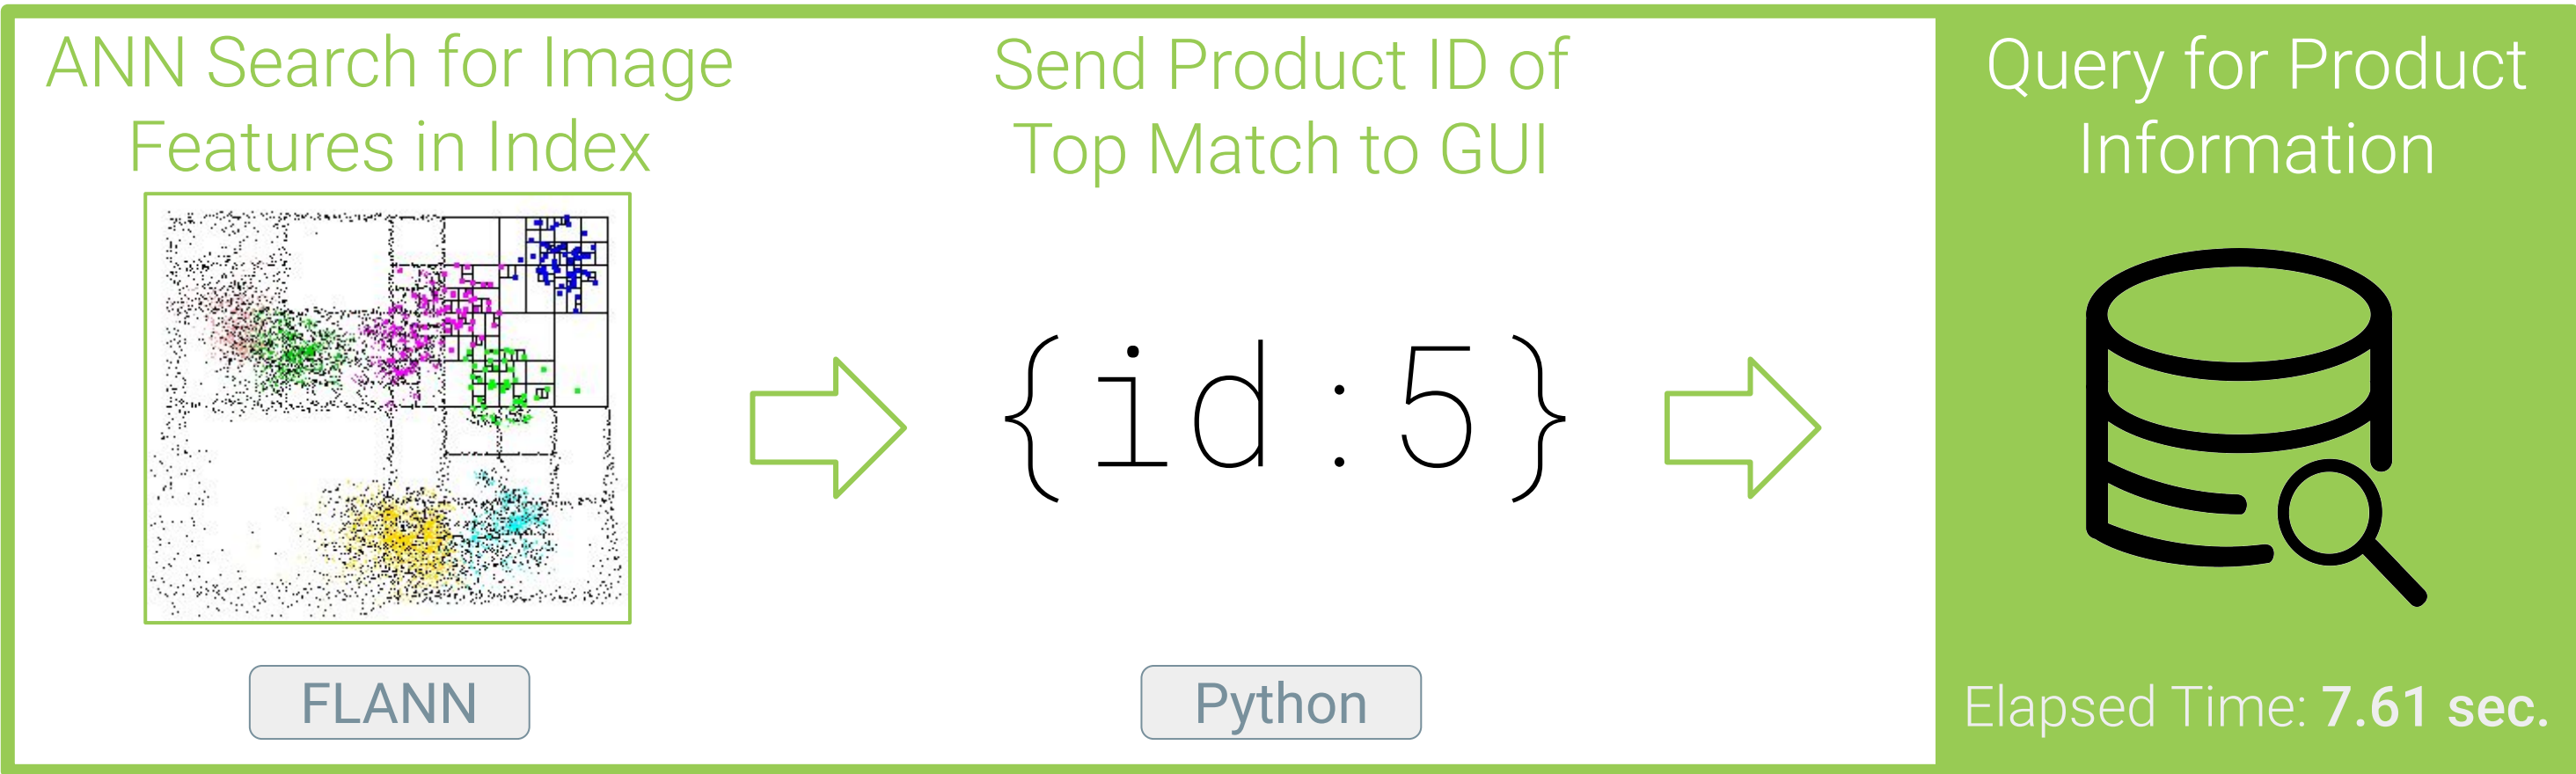 ANN Search for Image
Features in Index
FLANN
Send Product ID of
Top Match to GUI
{id:5}
Python
Query for Product
Information
Elapsed Time: 7.61 sec.